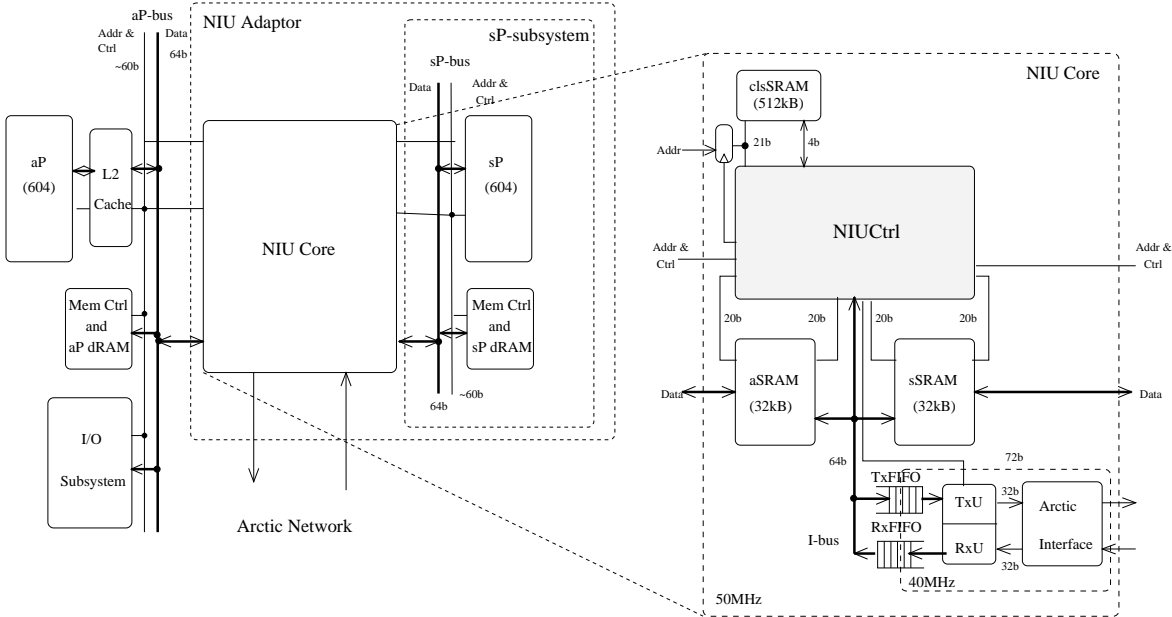 aP-bus
Addr &
Ctrl
~60b
Data
64b
NIU Adaptor
sP-subsystem
sP-bus
Data
Addr &
Ctrl
aP
(604)
L2
Cache
NIU Core
sP
(604)
Mem Ctrl
and
aP dRAM
Mem Ctrl
and
sP dRAM
64b
~60b
I/O
Subsystem
Arctic Network
NIU Core
clsSRAM
(512kB)
21b
4b
Addr
NIUCtrl
Addr &
Ctrl
Addr &
Ctrl
20b
20b
20b
20b
aSRAM
(32kB)
sSRAM
(32kB)
Data
Data
64b
72b
TxFIFO
TxU
32b
Arctic
Interface
RxFIFO
RxU
32b
I-bus
40MHz
50MHz